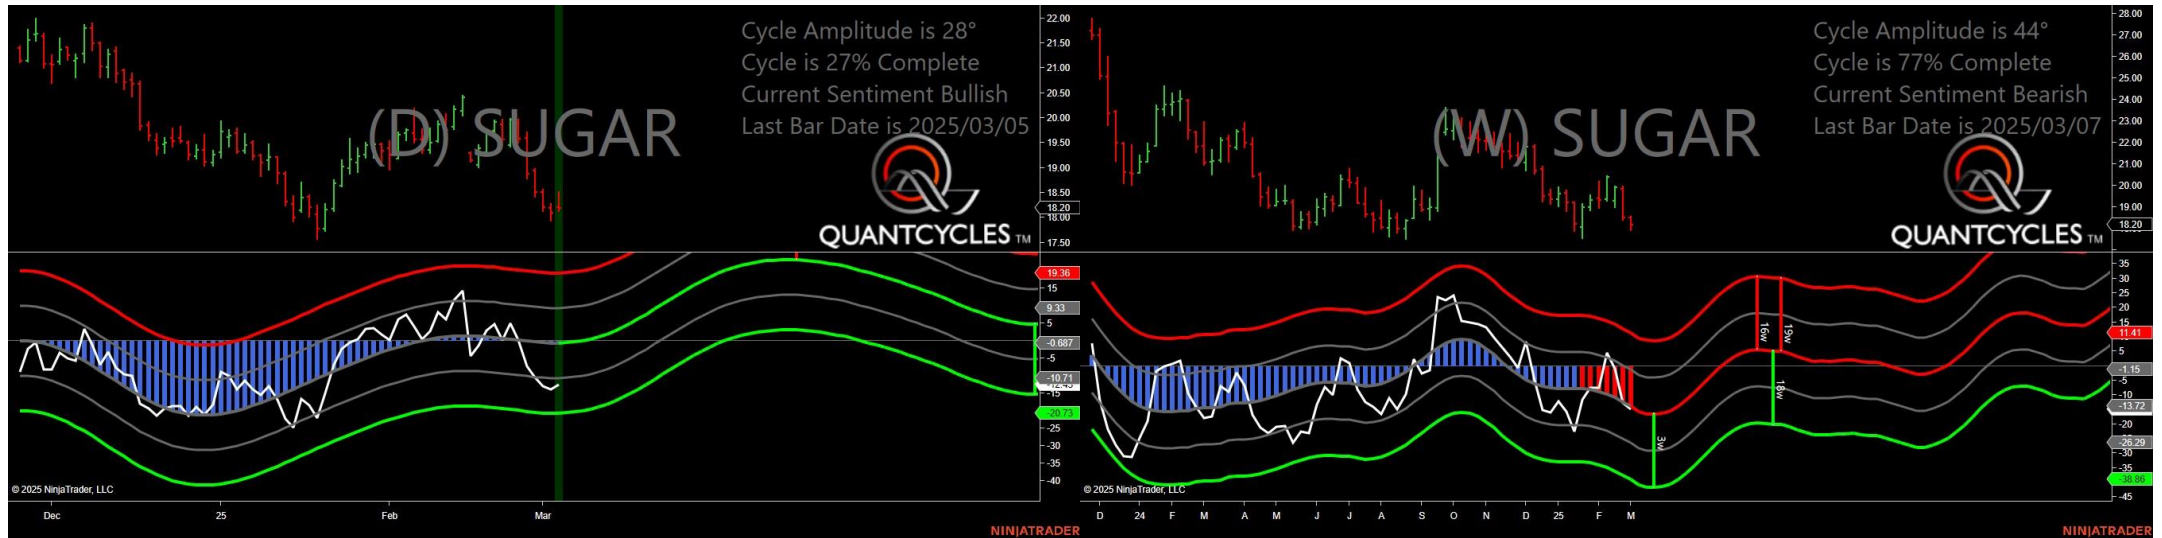 Cycle Amplitude is 28°
Cycle is 27% Complete
Current Sentiment Bullish
Last Bar Date is 2025/03/05
(D) SUGAR
QUANTCYCLES TM
22.00
21.50
21.00
20.50
20.00
19.50
19.00
18.50
18.20
18.00
17.50
19.36
15
9.33
5
-0.687
-5
-10.71
-20.73
-25
-30
-35
-40
© 2025 NinjaTrader, LLC
Dec
25
Feb
Mar
NINJATRADER
Cycle Amplitude is 44°
Cycle is 77% Complete
Current Sentiment Bearish
Last Bar Date is 2025/03/07
(W) SUGAR
QUANTCYCLES TM
28.00
27.00
26.00
25.00
24.00
23.00
22.00
21.00
20.00
19.00
18.20
35
30
25
20
15
11.41
5
-1.15
-5
-10
-13.72
-20
-26.29
-30
-35
-38.86
-45
16w
19w
18w
3w
© 2025 NinjaTrader, LLC
D 24 F M A M J J A S O N D 25 F M
NINJATRADER